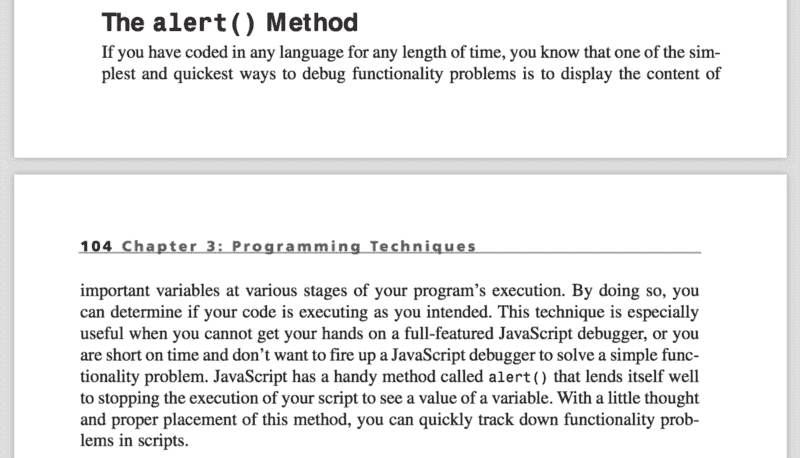 The alert() Method
If you have coded in any language for any length of time, you know that one of the sim-
plest and quickest ways to debug functionality problems is to display the content of
104 Chapter 3: Programming Techniques
important variables at various stages of your program’s execution. By doing so, you
can determine if your code is executing as you intended. This technique is especially
useful when you cannot get your hands on a full-featured JavaScript debugger, or you
are short on time and don’t want to fire up a JavaScript debugger to solve a simple func-
tionality problem. JavaScript has a handy method called alert() that lends itself well
to stopping the execution of your script to see a value of a variable. With a little thought
and proper placement of this method, you can quickly track down functionality prob-
lems in scripts.